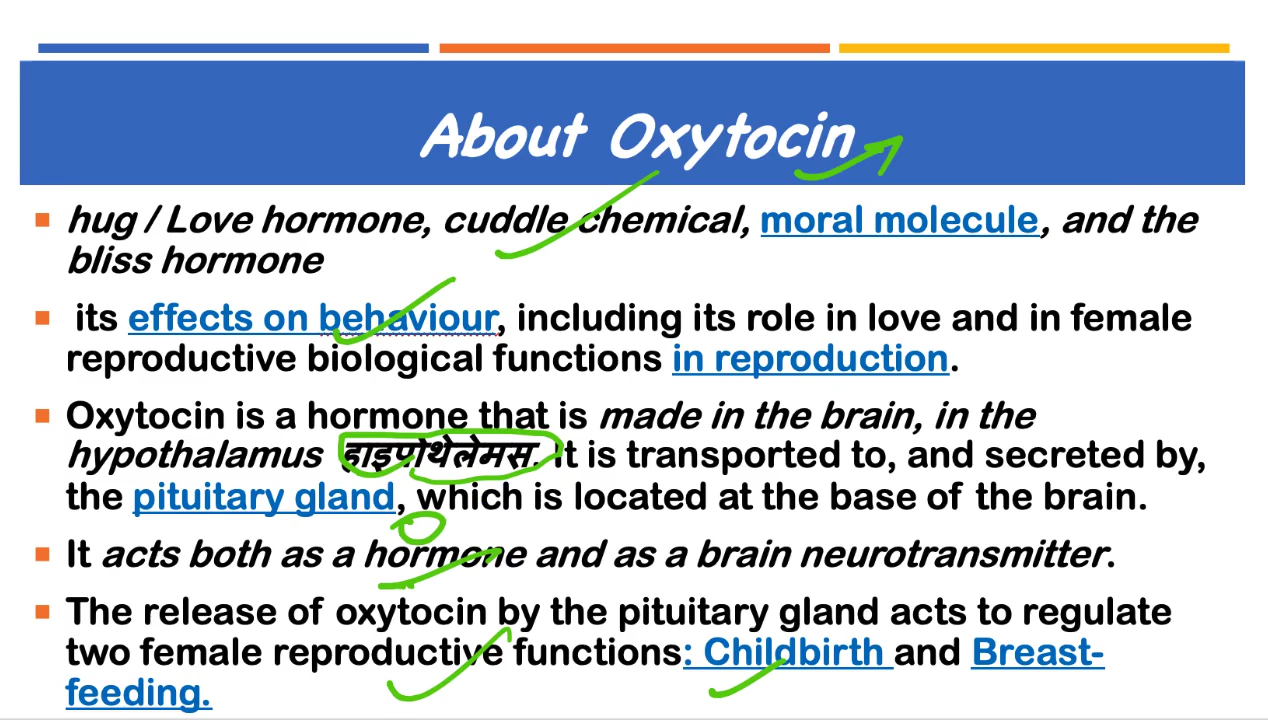 About Oxytocin
hug / Love hormone, cuddle chemical, moral molecule, and the
bliss hormone
its effects on behaviour, including its role in love and in female
reproductive biological functions in reproduction.
Oxytocin is a hormone that is made in the brain, in the
hypothalamus हाइपोथेलेमस. It is transported to, and secreted by,
the pituitary gland, which is located at the base of the brain.
It acts both as a hormone and as a brain neurotransmitter.
The release of oxytocin by the pituitary gland acts to regulate
two female reproductive functions: Childbirth and Breast-
feeding.